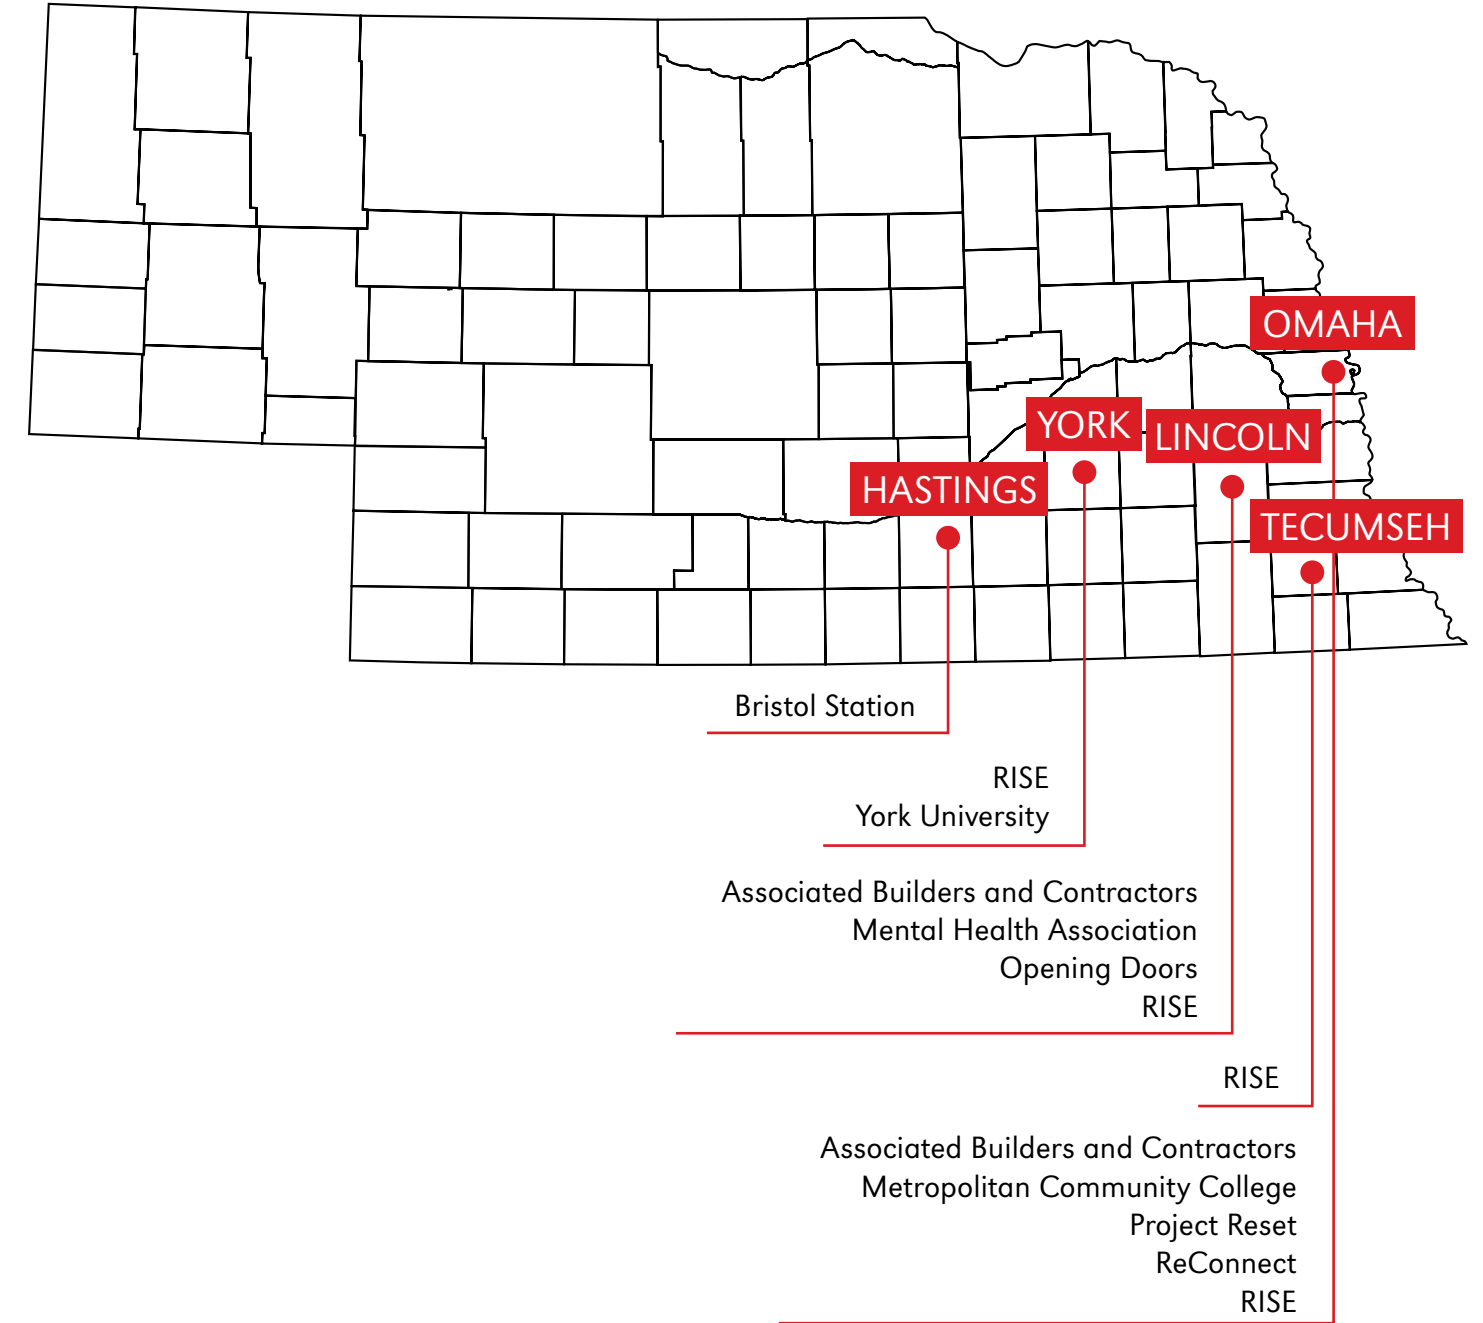 OMAHA
YORK
LINCOLN
HASTINGS
TECUMSEH
Bristol Station
RISE
York University
Associated Builders and Contractors
Mental Health Association
Opening Doors
RISE
RISE
Associated Builders and Contractors
Metropolitan Community College
Project Reset
ReConnect
RISE